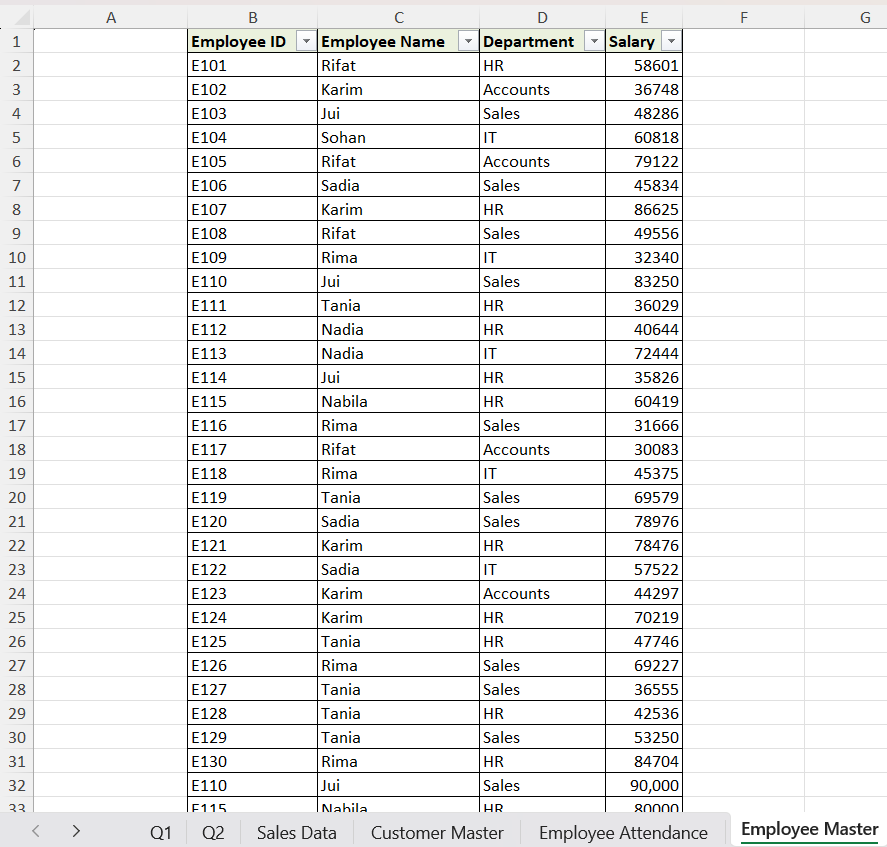 A B C D E F G
1 Employee ID Employee Name Department Salary
2 E101 Rifat HR 58601
3 E102 Karim Accounts 36748
4 E103 Jui Sales 48286
5 E104 Sohan IT 60818
6 E105 Rifat Accounts 79122
7 E106 Sadia Sales 45834
8 E107 Karim HR 86625
9 E108 Rifat Sales 49556
10 E109 Rima IT 32340
11 E110 Jui Sales 83250
12 E111 Tania HR 36029
13 E112 Nadia HR 40644
14 E113 Nadia IT 72444
15 E114 Jui HR 35826
16 E115 Nabila HR 60419
17 E116 Rima Sales 31666
18 E117 Rifat Accounts 30083
19 E118 Rima IT 45375
20 E119 Tania Sales 69579
21 E120 Sadia Sales 78976
22 E121 Karim HR 78476
23 E122 Sadia IT 57522
24 E123 Karim Accounts 44297
25 E124 Karim HR 70219
26 E125 Tania HR 47746
27 E126 Rima Sales 69227
28 E127 Tania Sales 36555
29 E128 Tania HR 42536
30 E129 Tania Sales 53250
31 E130 Rima HR 84704
32 E110 Jui Sales 90,000
33 E115 Nabila HR 80000
Q1 Q2 Sales Data Customer Master Employee Attendance Employee Master